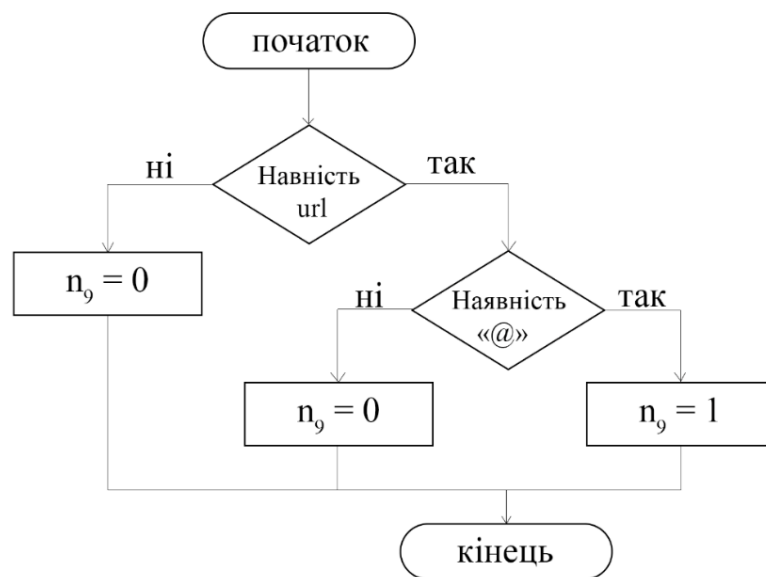 початок
ні
так
Навність
url
n₉ = 0
ні
Наявність
«@»
так
n₉ = 0
n₉ = 1
кінець